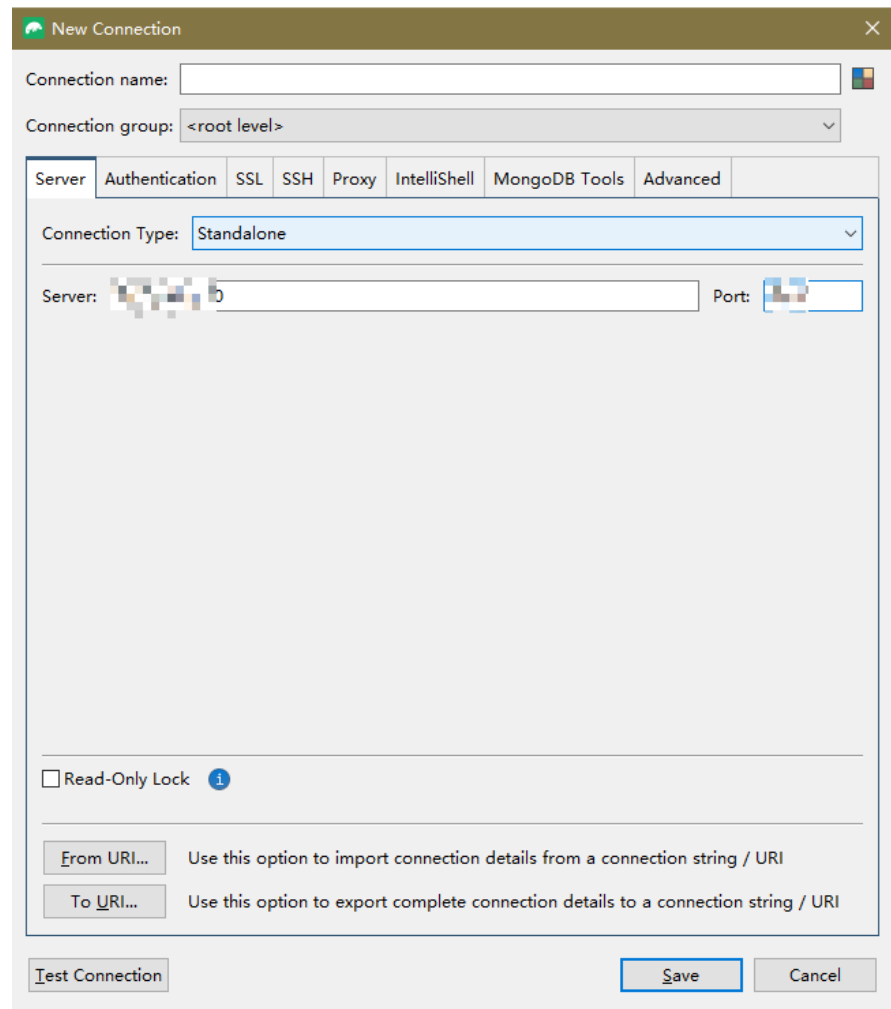 New Connection
Connection name:
Connection group: <root level>
Server Authentication SSL SSH Proxy IntelliShell MongoDB Tools Advanced
Connection Type: Standalone
Server: Port:
Read-Only Lock i
From URI... Use this option to import connection details from a connection string / URI
To URI... Use this option to export complete connection details to a connection string / URI
Test Connection Save Cancel